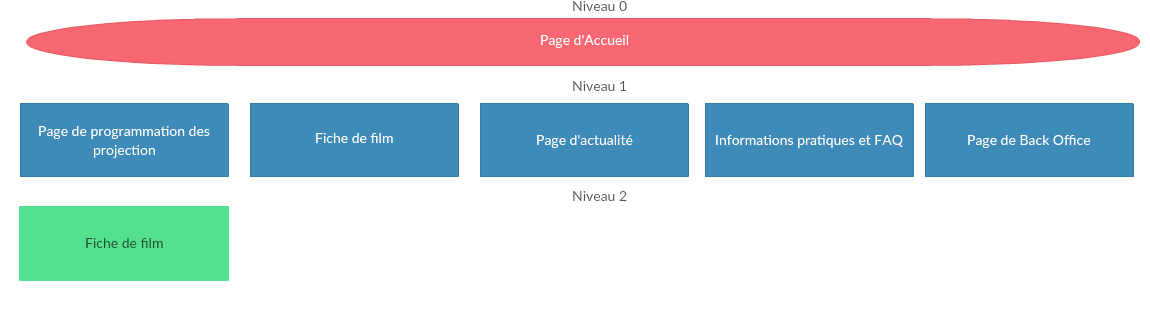 Niveau 0
Page d'Accueil
Niveau 1
Page de programmation des
projection
Fiche de film
Page d'actualité
Informations pratiques et FAQ
Page de Back Office
Niveau 2
Fiche de film